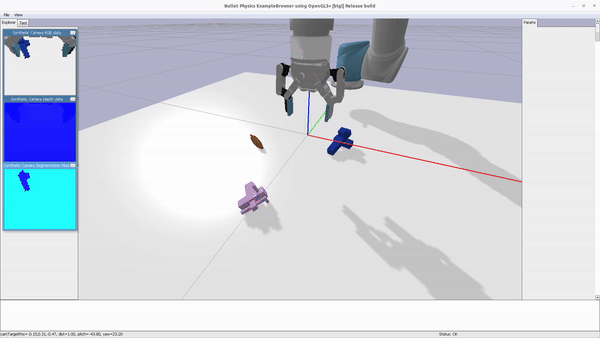 Bullet Physics ExampleBrowser using OpenGL3+ [btgl] Release build
File View
Explorer Test
Params
Synthetic Camera RGB data
Synthetic Camera Depth data
Synthetic Camera Segmentation Mask
camTargetPos=-0.15,0.31,-0.47, dist=1.00, pitch=-43.80, yaw=23.20
Status: OK